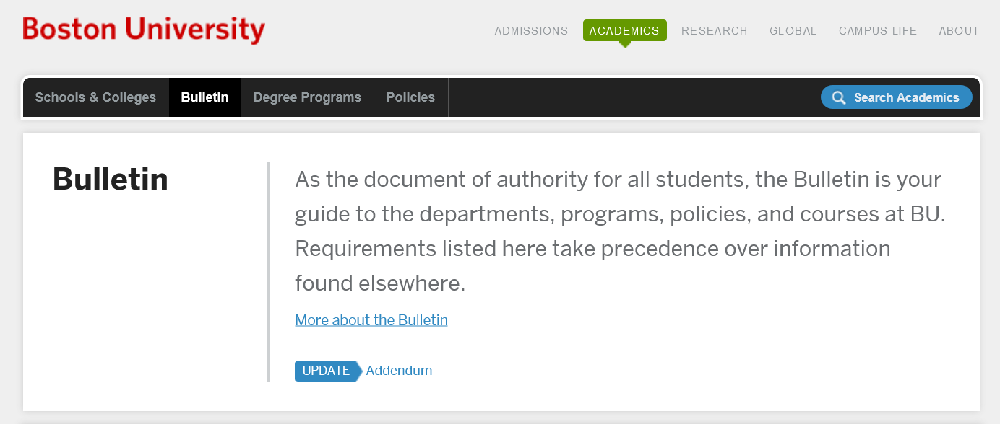 Boston University
ADMISSIONS ACADEMICS RESEARCH GLOBAL CAMPUS LIFE ABOUT
Schools & Colleges Bulletin Degree Programs Policies Search Academics
Bulletin
As the document of authority for all students, the Bulletin is your
guide to the departments, programs, policies, and courses at BU.
Requirements listed here take precedence over information
found elsewhere.
More about the Bulletin
UPDATE Addendum